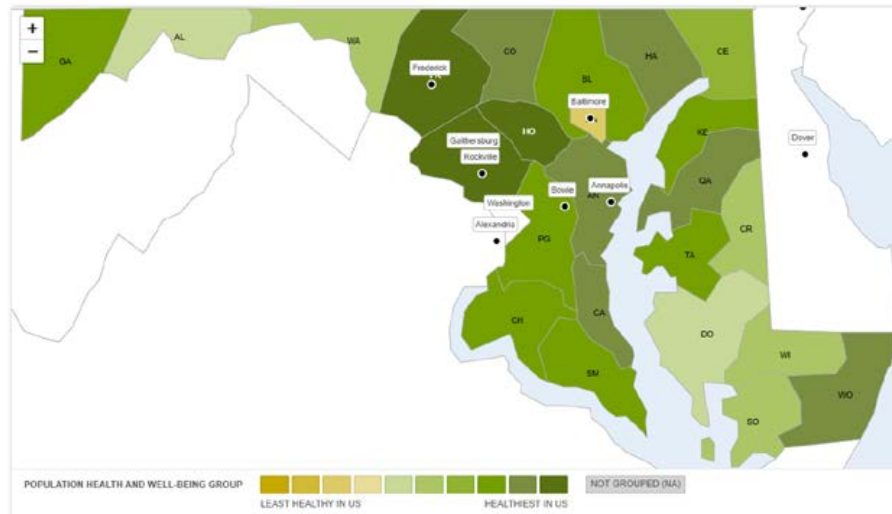 +
−
GA
AL
WA
CO
BL
HA
CE
Frederick
Baltimore
HO
KE
Dover
Gaithersburg
Rockville
QA
Washington
Bowie
Annapolis
AN
Alexandria
CR
PG
TA
CH
CA
DO
WI
SM
WO
SO
POPULATION HEALTH AND WELL-BEING GROUP
NOT GROUPED (NA)
LEAST HEALTHY IN US
HEALTHIEST IN US